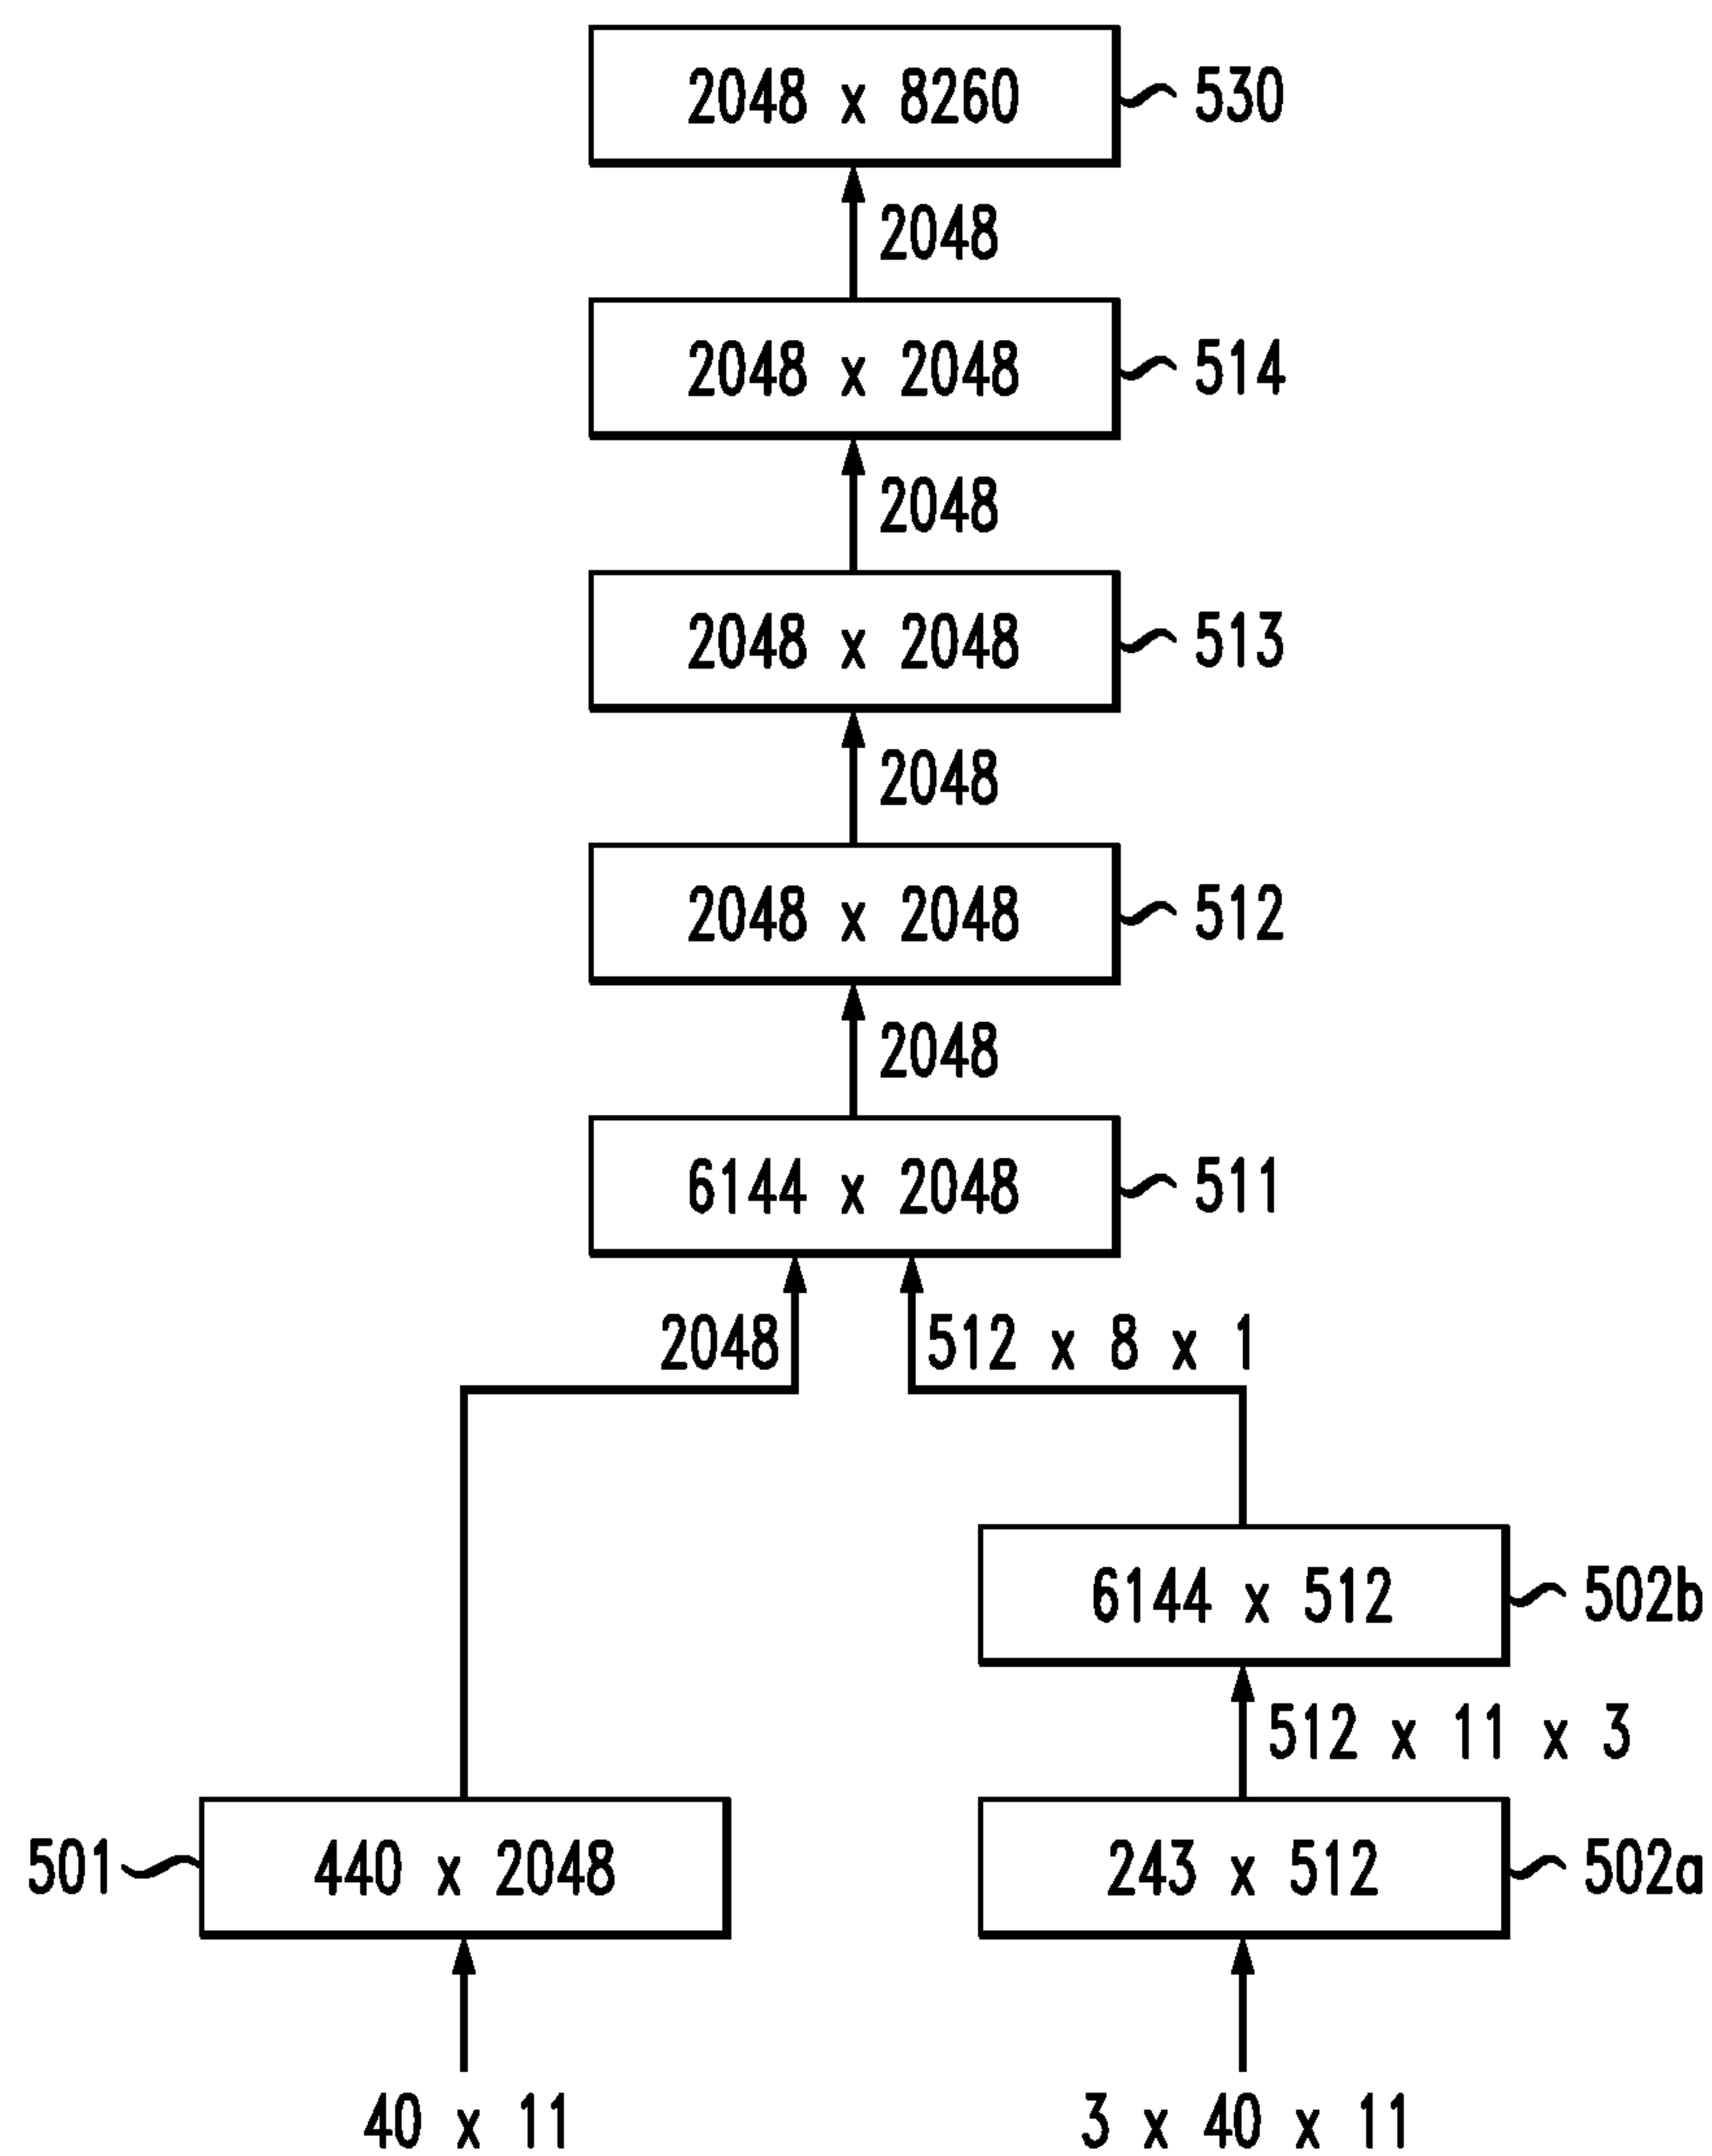 2048 x 8260 530
2048
2048 x 2048 514
2048
2048 x 2048 513
2048
2048 x 2048 512
2048
6144 x 2048 511
2048 512 x 8 x 1
6144 x 512 502b
512 x 11 x 3
501 440 x 2048 243 x 512 502a
40 x 11 3 x 40 x 11